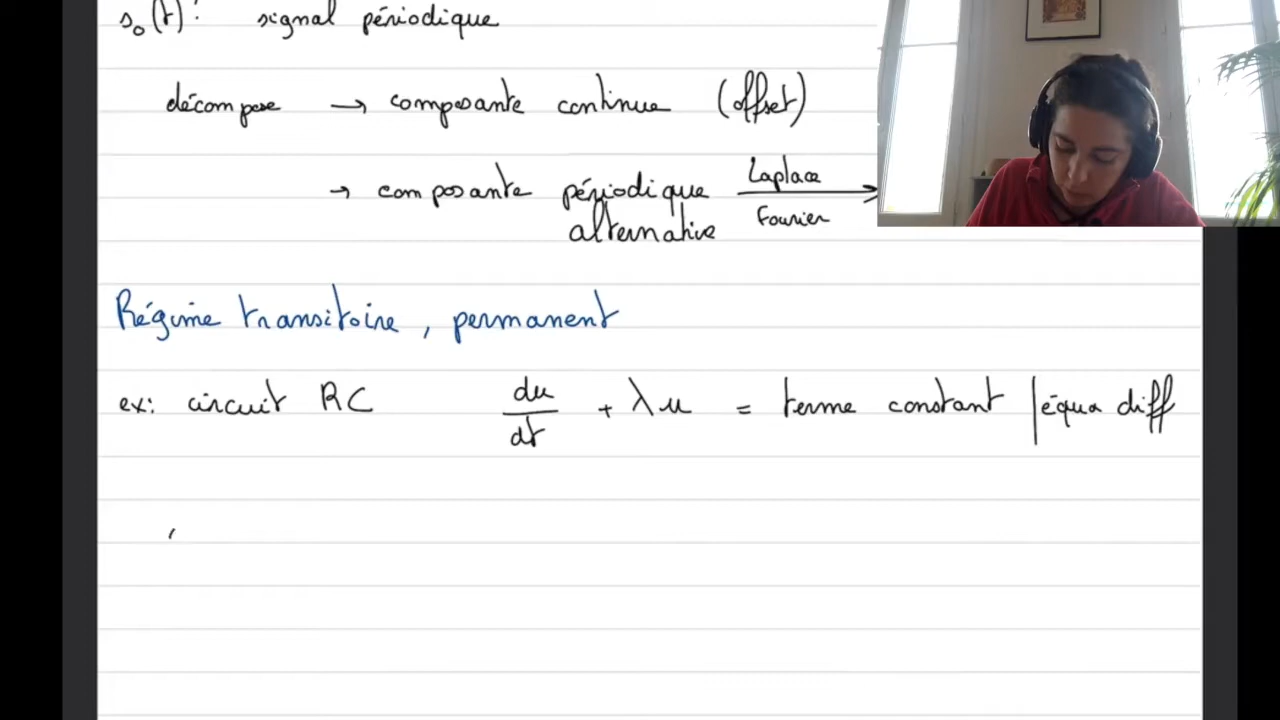 s₀(t): signal périodique
décompose → composante continue (offset)
→ composante périodique Laplace
Fourier
alternative
Régime transitoire, permanent
ex: circuit RC du/dt + λu = terme constant | équa diff